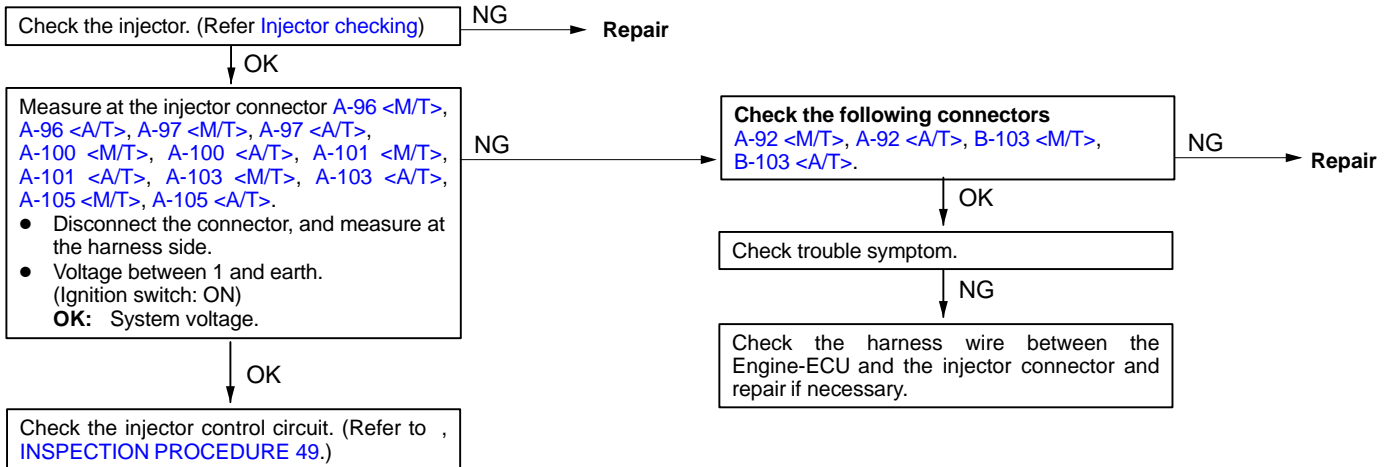 Check the injector. (Refer Injector checking)
NG
Repair
OK
Measure at the injector connector A-96 <M/T>,
A-96 <A/T>, A-97 <M/T>, A-97 <A/T>,
A-100 <M/T>, A-100 <A/T>, A-101 <M/T>,
A-101 <A/T>, A-103 <M/T>, A-103 <A/T>,
A-105 <M/T>, A-105 <A/T>.
● Disconnect the connector, and measure at
the harness side.
● Voltage between 1 and earth.
(Ignition switch: ON)
OK: System voltage.
NG
Check the following connectors
A-92 <M/T>, A-92 <A/T>, B-103 <M/T>,
B-103 <A/T>.
NG
Repair
OK
Check trouble symptom.
NG
Check the harness wire between the
Engine-ECU and the injector connector and
repair if necessary.
OK
Check the injector control circuit. (Refer to ,
INSPECTION PROCEDURE 49.)